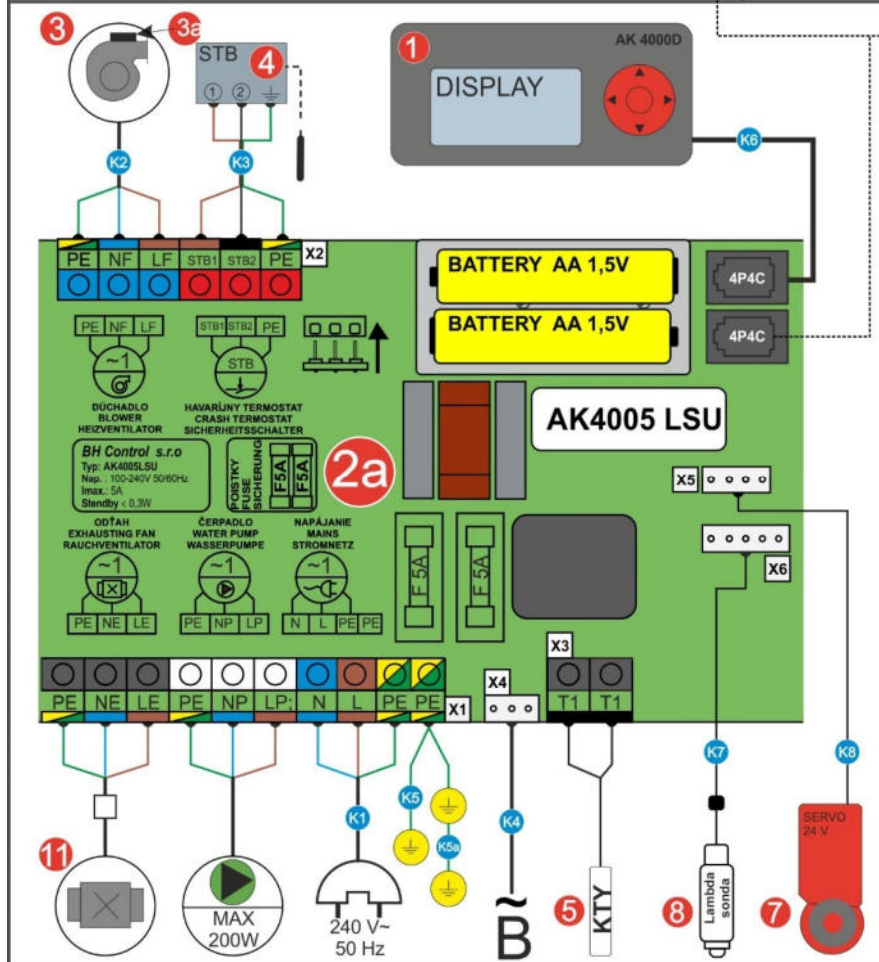 3
3a
STB
4
1
2
1
AK 4000D
DISPLAY
K2
K3
K6
PE NF LF STB1 STB2 PE X2
BATTERY AA 1,5V
4P4C
BATTERY AA 1,5V
4P4C
PE NF LF
STB1 STB2 PE
~1
STB
DÚCHADLO
BLOWER
HEIZVENTILATOR
HAVARÍJNY TERMOSTAT
CRASH TERMOSTAT
SICHERHEITSSCHALTER
AK4005 LSU
BH Control s.r.o
Typ: AK4005LSU
Nap. : 100-240V 50/60Hz
Imax.: 5A
Stendby < 0,3W
POISTKY
FUSE
SICHERUNG
F5A
F5A
2a
X5
X6
ODŤAH
EXHAUSTING FAN
RAUCHVENTILATOR
ČERPADLO
WATER PUMP
WASSERPUMPE
NAPÁJANIE
MAINS
STROMNETZ
~1
~1
~1
F 5A
F 5A
PE NE LE
PE NP LP
N L PE PE
X3
PE NE LE PE NP LP: N L PE PE X1
X4
T1 T1
K1
K5
K5a
K4
K7
K8
11
MAX
200W
240 V~
50 Hz
~
B
5
KTY
8
Lambda
sonda
7
SERVO
24 V